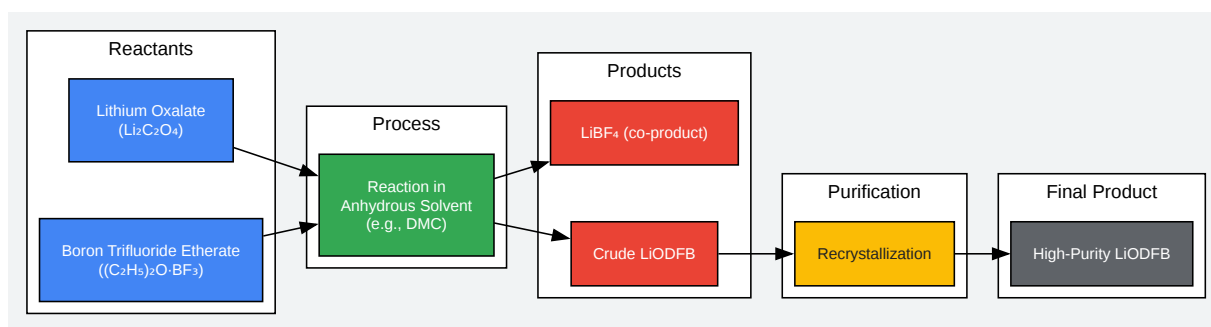 Reactants
Lithium Oxalate
(Li₂C₂O₄)
Boron Trifluoride Etherate
((C₂H₅)₂O·BF₃)
Process
Reaction in
Anhydrous Solvent
(e.g., DMC)
Products
LiBF₄ (co-product)
Crude LiODFB
Purification
Recrystallization
Final Product
High-Purity LiODFB